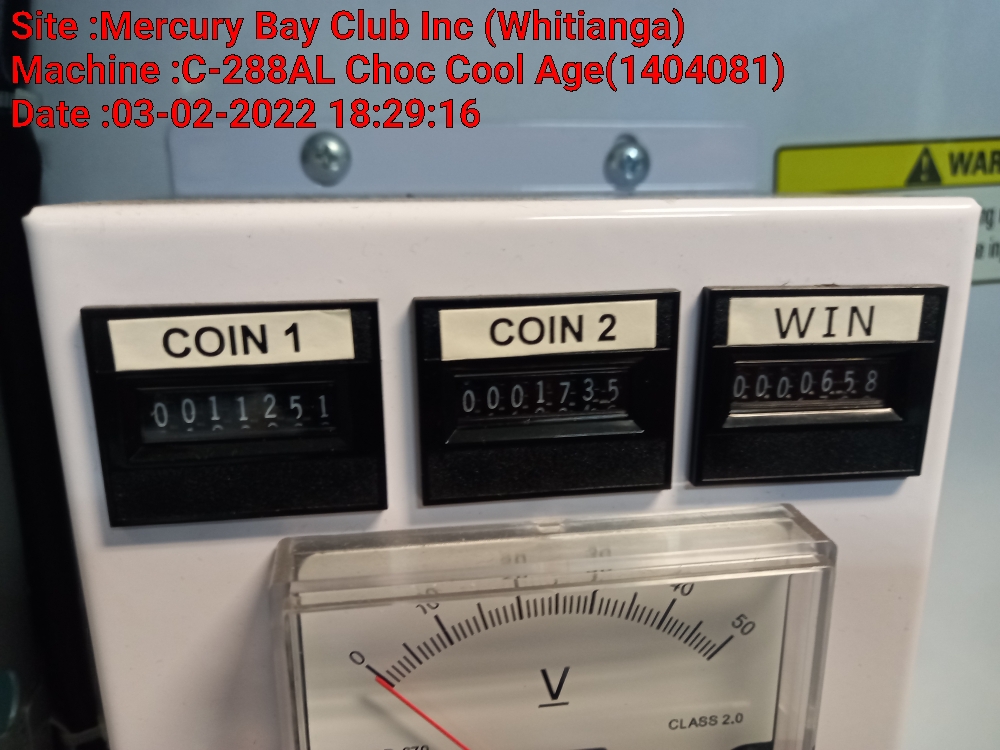 Site :Mercury Bay Club Inc (Whitianga)
Machine :C-288AL Choc Cool Age(1404081)
Date :03-02-2022 18:29:16
WAR
COIN 1
COIN 2
WIN
0011251
0001735
0000658
0 10 20 30 40 50
V
CLASS 2.0